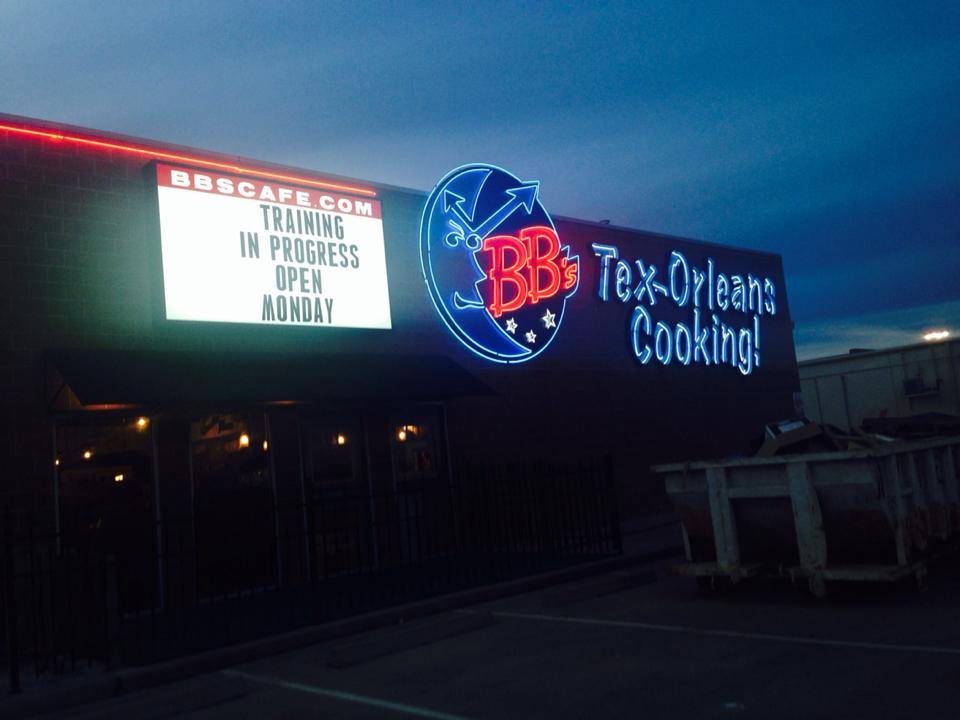 BBSCAFE.COM
TRAINING
IN PROGRESS
OPEN
MONDAY
BB's
Tex-Orleans
Cooking!